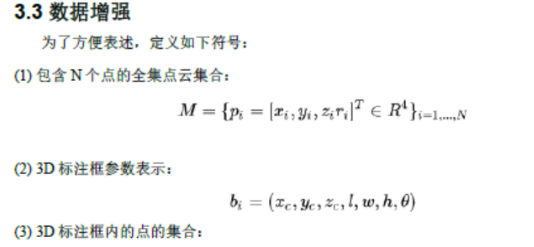 3.3 数据增强
为了方便表述，定义如下符号：
(1) 包含 N 个点的全集点云集合：
M = {p_i = [x_i, y_i, z_i r_i]^T ∈ R^4}_{i=1,...,N}
(2) 3D 标注框参数表示：
b_i = (x_c, y_c, z_c, l, w, h, θ)
(3) 3D 标注框内的点的集合：